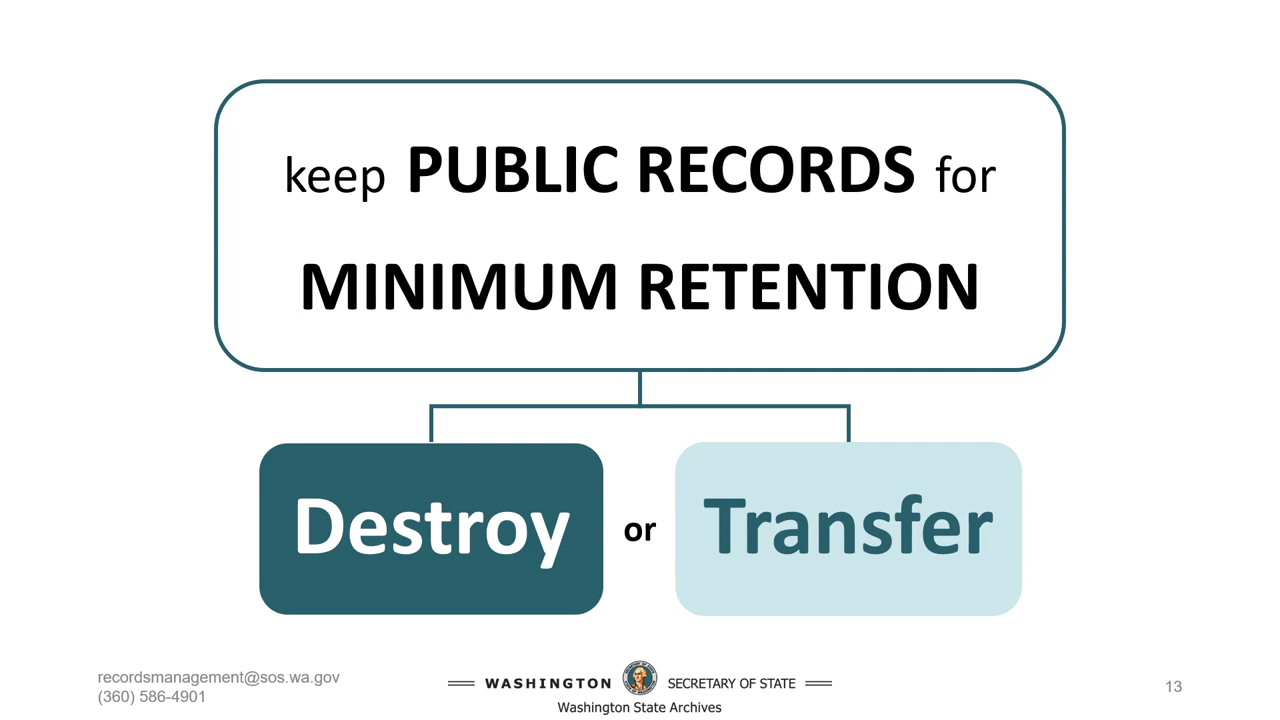 keep PUBLIC RECORDS for
MINIMUM RETENTION
Destroy or Transfer
recordsmanagement@sos.wa.gov
(360) 586-4901
WASHINGTON SECRETARY OF STATE
Washington State Archives
13